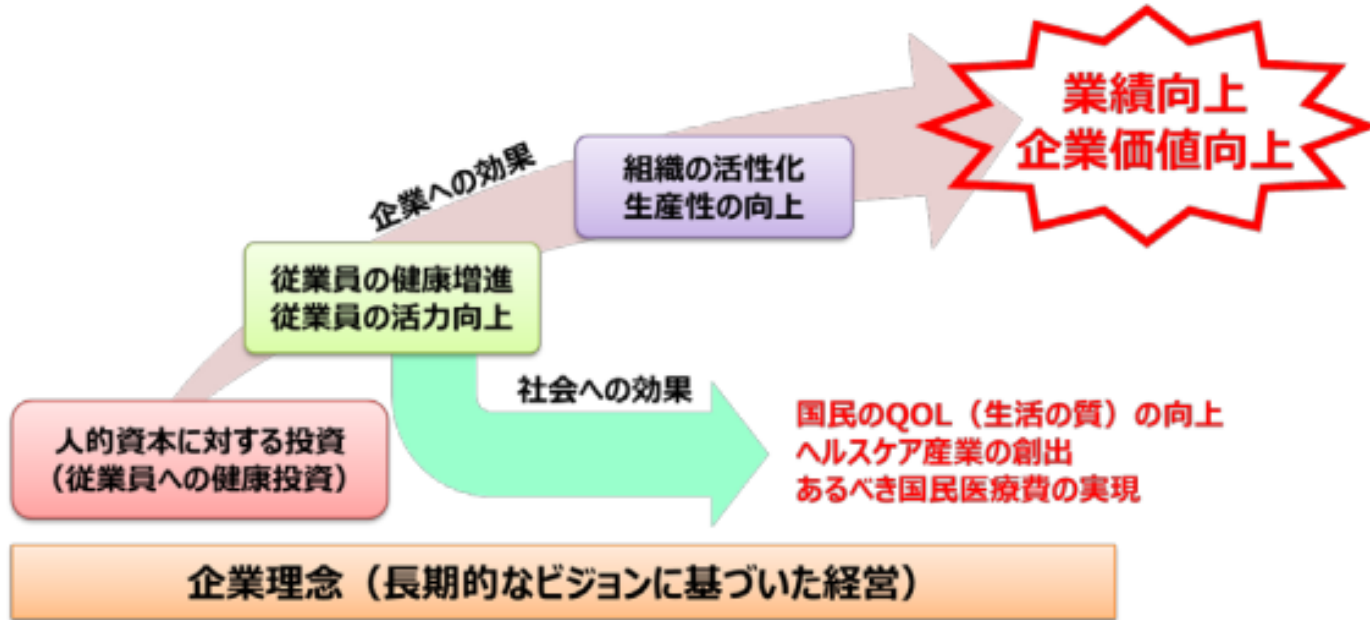 業績向上
企業価値向上
企業への効果
組織の活性化
生産性の向上
従業員の健康増進
従業員の活力向上
社会への効果
国民のQOL（生活の質）の向上
ヘルスケア産業の創出
あるべき国民医療費の実現
人的資本に対する投資
（従業員への健康投資）
企業理念（長期的なビジョンに基づいた経営）